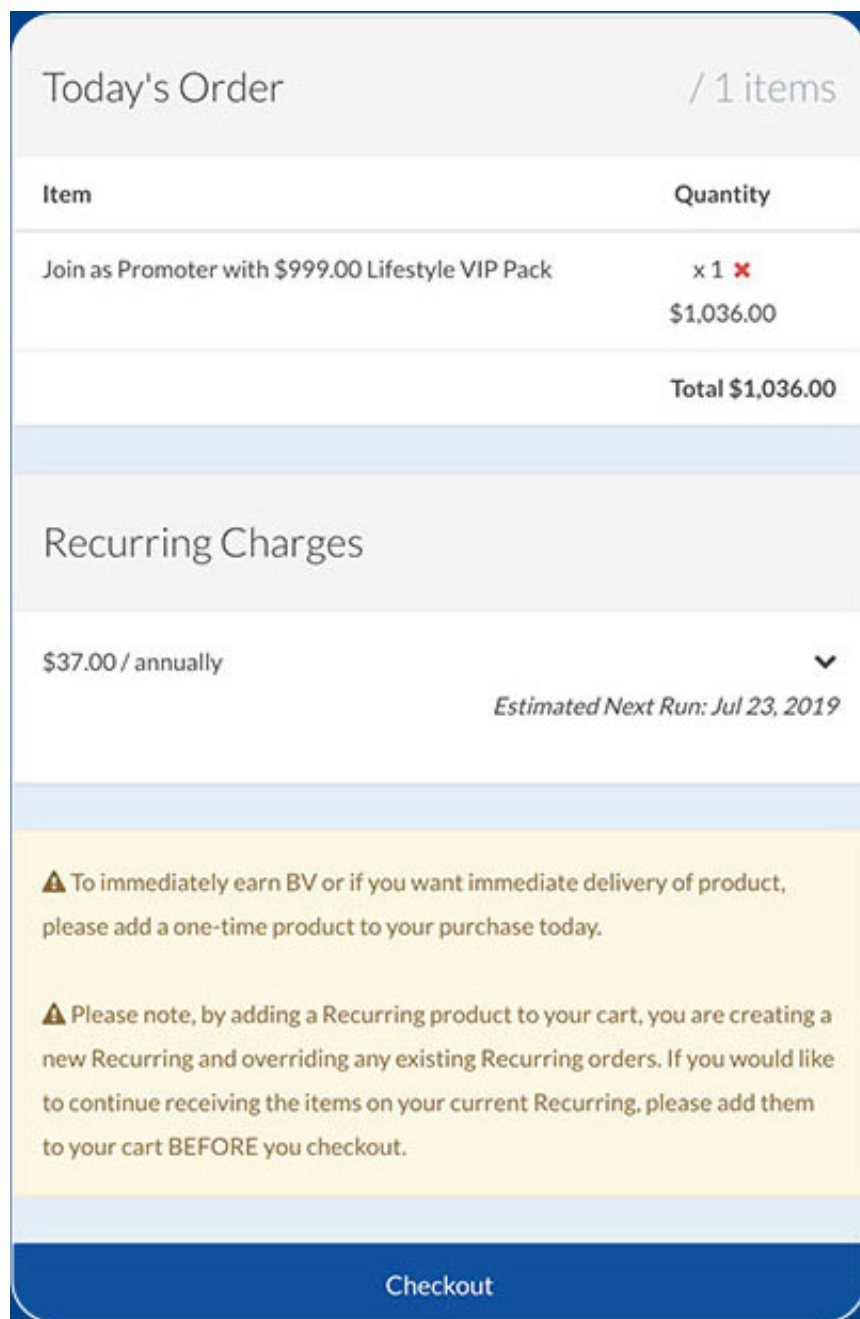 Today's Order / 1 items
Item Quantity
Join as Promoter with $999.00 Lifestyle VIP Pack x 1
$1,036.00
Total $1,036.00
Recurring Charges
$37.00 / annually
Estimated Next Run: Jul 23, 2019
To immediately earn BV or if you want immediate delivery of product,
please add a one-time product to your purchase today.
Please note, by adding a Recurring product to your cart, you are creating a
new Recurring and overriding any existing Recurring orders. If you would like
to continue receiving the items on your current Recurring, please add them
to your cart BEFORE you checkout.
Checkout